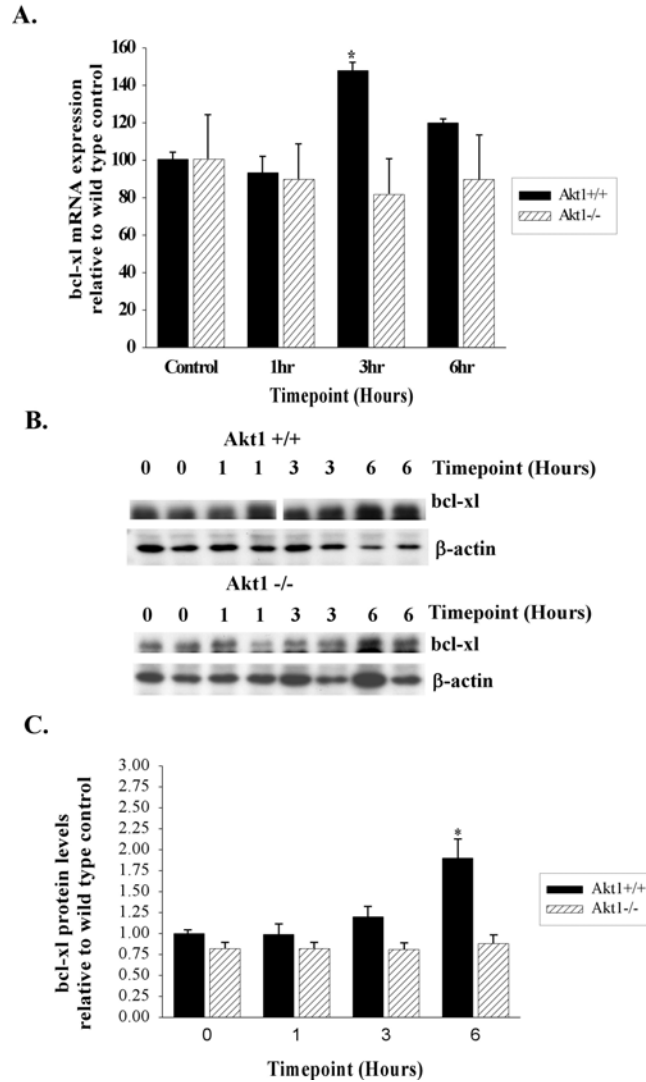 A.
bcl-xl mRNA expression
relative to wild type control
160
140
120
100
80
60
40
20
0
*
Control 1hr 3hr 6hr
Timepoint (Hours)
Akt1+/+
Akt1-/-
B.
Akt1 +/+
0 0 1 1 3 3 6 6 Timepoint (Hours)
bcl-xl
β-actin
Akt1 -/-
0 0 1 1 3 3 6 6 Timepoint (Hours)
bcl-xl
β-actin
C.
bcl-xl protein levels
relative to wild type control
3.00
2.75
2.50
2.25
2.00
1.75
1.50
1.25
1.00
0.75
0.50
0.25
0.00
*
0 1 3 6
Timepoint (Hours)
Akt1+/+
Akt1-/-